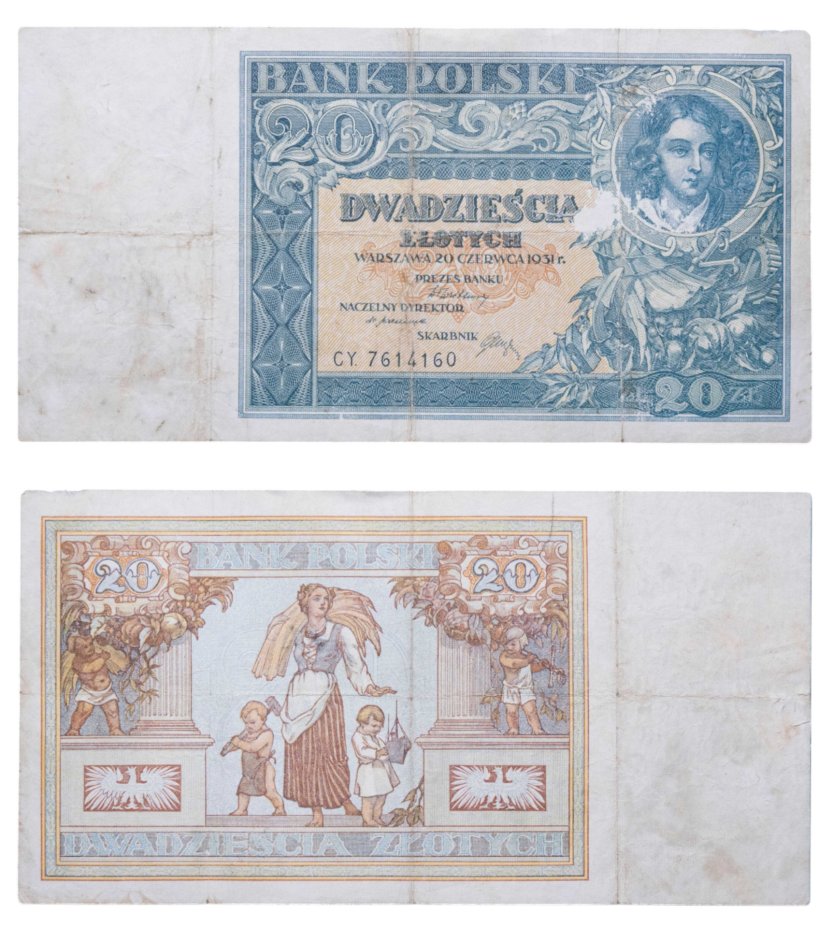 BANK POLSKI
20
DWADZIEŚCIA
ZŁOTYCH
WARSZAWA 20 CZERWCA 1931 r.
PREZES BANKU
NACZELNY DYREKTOR
SKARBNIK
CY. 7614160
20 ZŁ
20
BANK POLSKI
20
DWADZIEŚCIA ZŁOTYCH